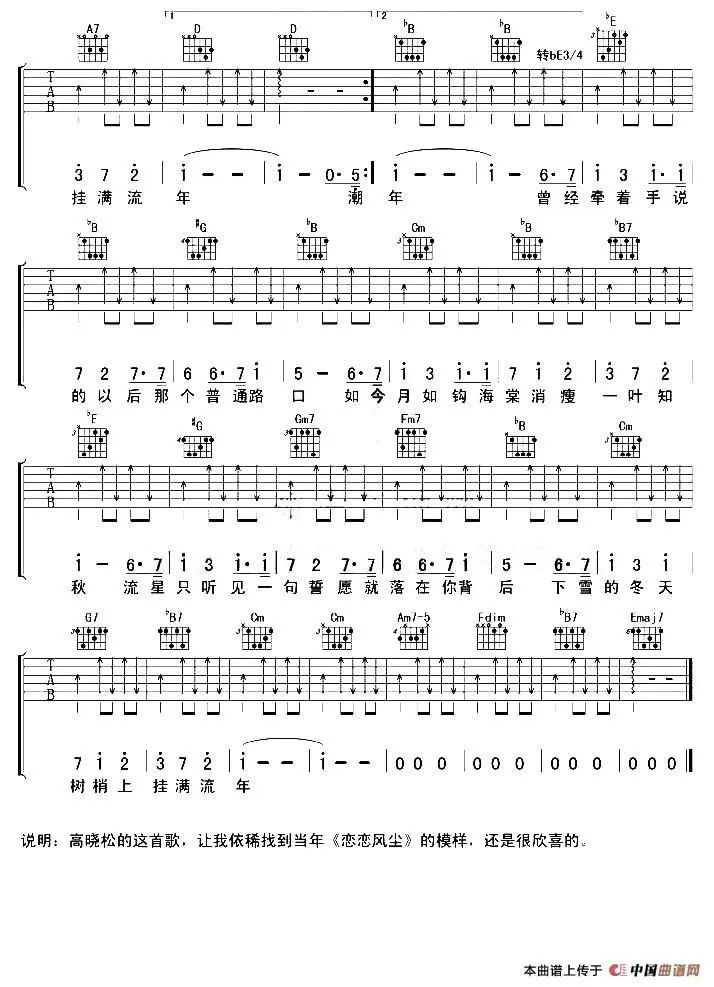 1 2
A7 D D ♭B ♭B 转bE3/4 ♭E
T
A
B
3 7 2 | i - - | i - 0·5 :| i - - | i - 6·7 | i 3 i·i
挂 满 流 年 潮 年 曾 经 牵 着 手 说
♭B ♯G ♭B Cm ♭B ♭B7
T
A
B
7 2 7·7 | 6 6·7 i | 5 - 6·7 | i 3 i·i | 7 i 2 | 3 7 2
的 以 后 那 个 普 通 路 口 如 今 月 如 钩 海 棠 消 瘦 一 叶 知
♭E ♯G Gm7 Fm7 ♭B Cm
T
A
B
i - 6·7 | i 3 i·i | 7 2 7·7 | 6 6·7 i | 5 - 6·7 | i 3 i
秋 流 星 只 听 见 一 句 誓 愿 就 落 在 你 背 后 下 雪 的 冬 天
G7 ♭B7 Cm Cm Am7-5 Fdim ♭B7 Emaj7
T
A
B
7 i 2 | 3 7 2 | i - - | i - - | 0 0 0 | 0 0 0 | 0 0 0 | 0 0 0
树 梢 上 挂 满 流 年
说明：高晓松的这首歌，让我依稀找到当年《恋恋风尘》的模样，还是很欣喜的。
本曲谱上传于 中国曲谱网